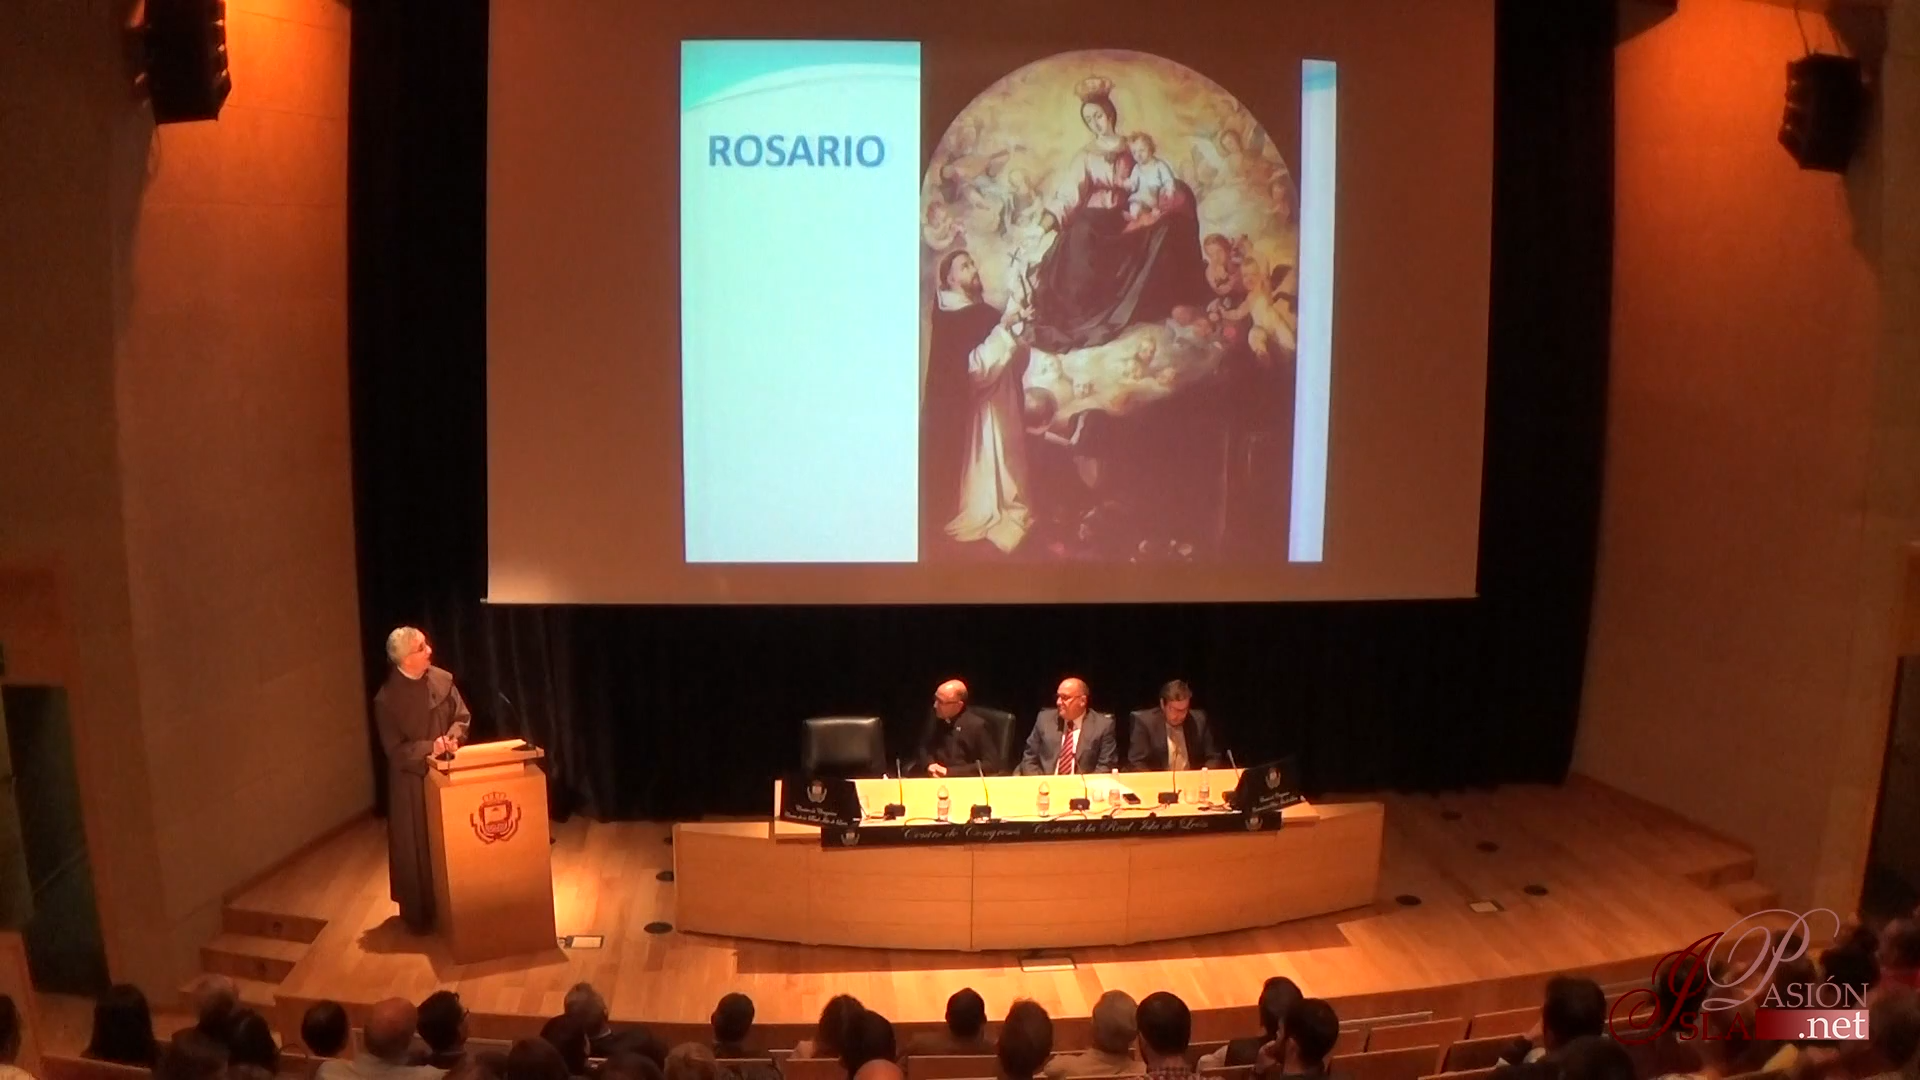 ROSARIO
Centro de Congresos Cortes de la Real Isla de León
Isla
PASIÓN
.net